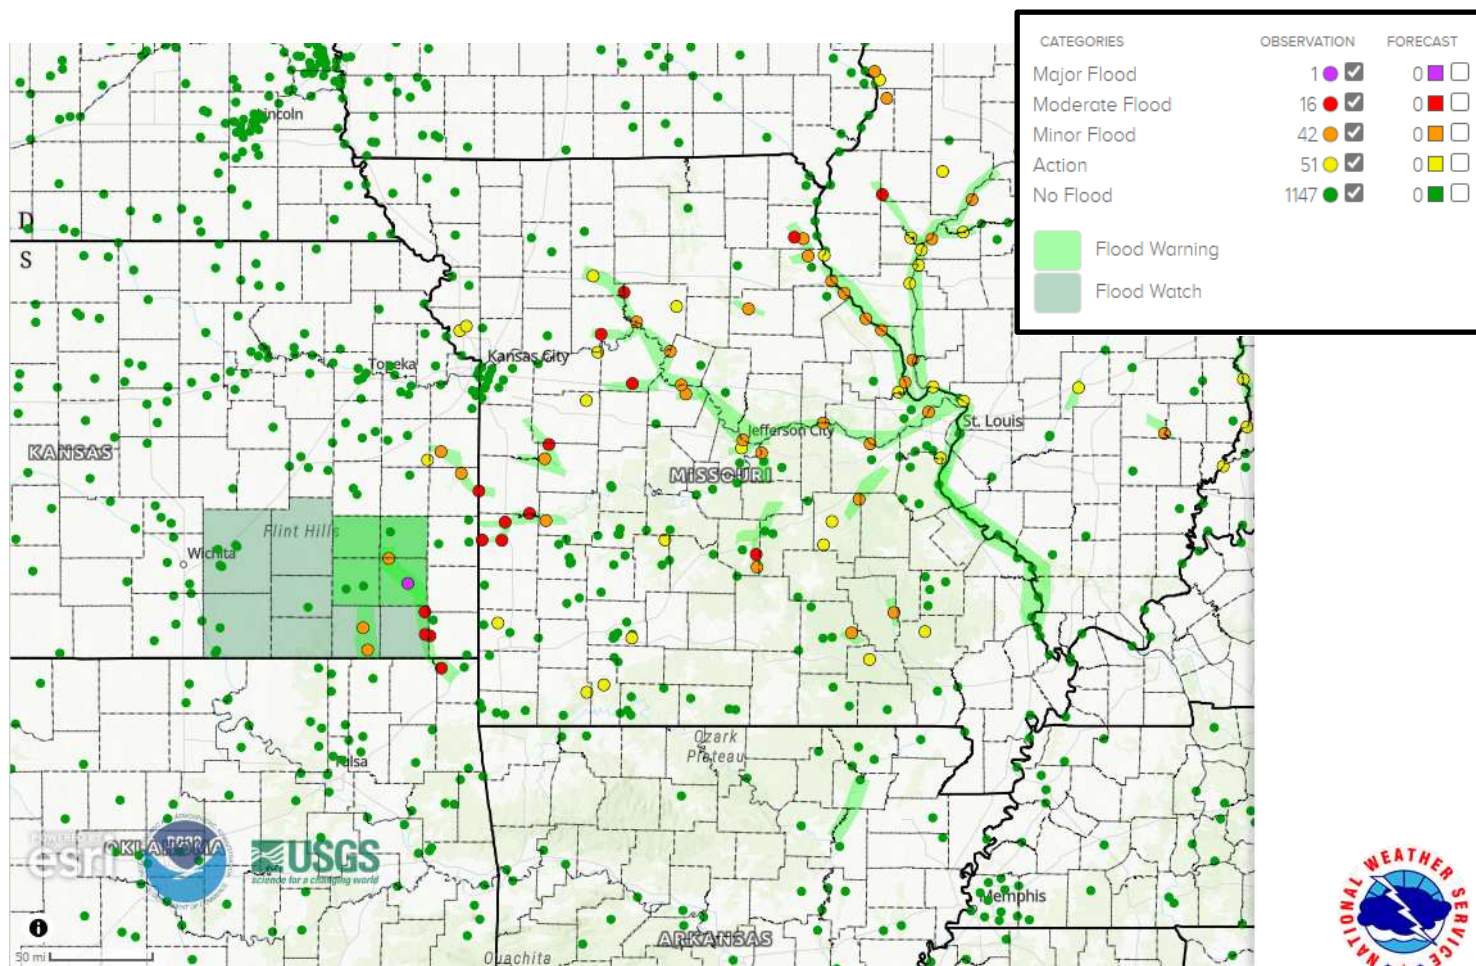 CATEGORIES OBSERVATION FORECAST
Major Flood 1 0
Moderate Flood 16 0
Minor Flood 42 0
Action 51 0
No Flood 1147 0
Flood Warning
Flood Watch
Lincoln
D
S
Topeka
Kansas City
KANSAS
Jefferson City
St. Louis
MISSOURI
Flint Hills
Wichita
Ozark
Plateau
Tulsa
POWERED BY
esri
OKLAHOMA
USGS
science for a changing world
Memphis
ARKANSAS
Ouachita
50 mi
NATIONAL WEATHER SERVICE